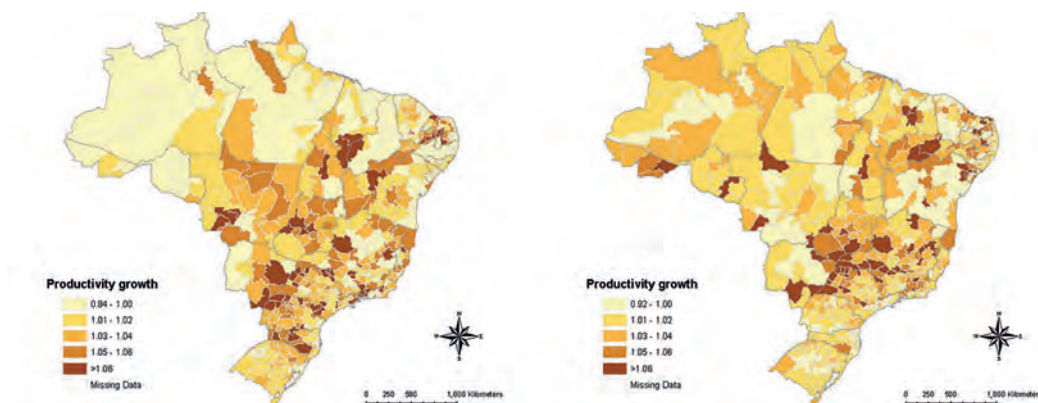 Productivity growth
0.84 - 1.00
1.01 - 1.02
1.03 - 1.04
1.05 - 1.06
>1.06
Missing Data
N
W
E
S
0 250 500 1,000 Kilometers
Productivity growth
0.92 - 1.00
1.01 - 1.02
1.03 - 1.04
1.05 - 1.06
>1.06
Missing Data
N
W
E
S
0 250 500 1,000 Kilometers